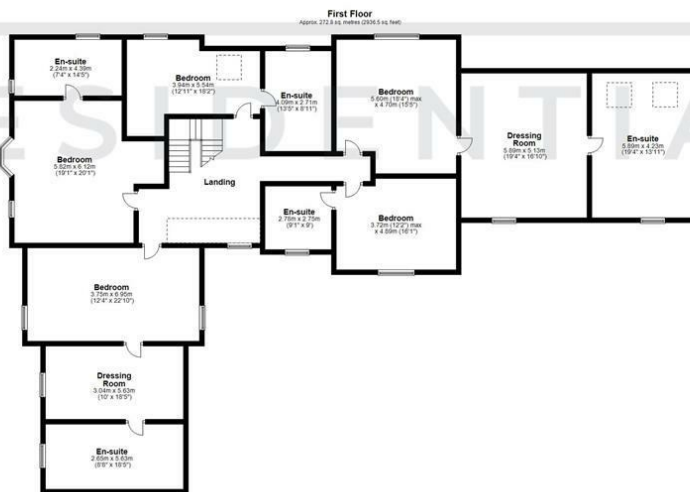 First Floor
Approx. 272.8 sq. metres (2936.5 sq. feet)
En-suite
2.24m x 4.39m
(7'4" x 14'5")
Bedroom
3.94m x 5.54m
(12'11" x 18'2")
En-suite
4.09m x 2.71m
(13'5" x 8'11")
Bedroom
5.60m (18'4") max
x 4.70m (15'5")
Dressing
Room
5.89m x 5.13m
(19'4" x 16'10")
En-suite
5.89m x 4.23m
(19'4" x 13'11")
ESIDENTIA
Bedroom
5.82m x 6.12m
(19'1" x 20'1")
Landing
En-suite
2.78m x 2.75m
(9'1" x 9')
Bedroom
3.72m (12'2") max
x 4.89m (16'1")
Bedroom
3.75m x 6.95m
(12'4" x 22'10")
Dressing
Room
3.04m x 5.63m
(10' x 18'5")
En-suite
2.65m x 5.63m
(8'8" x 18'5")